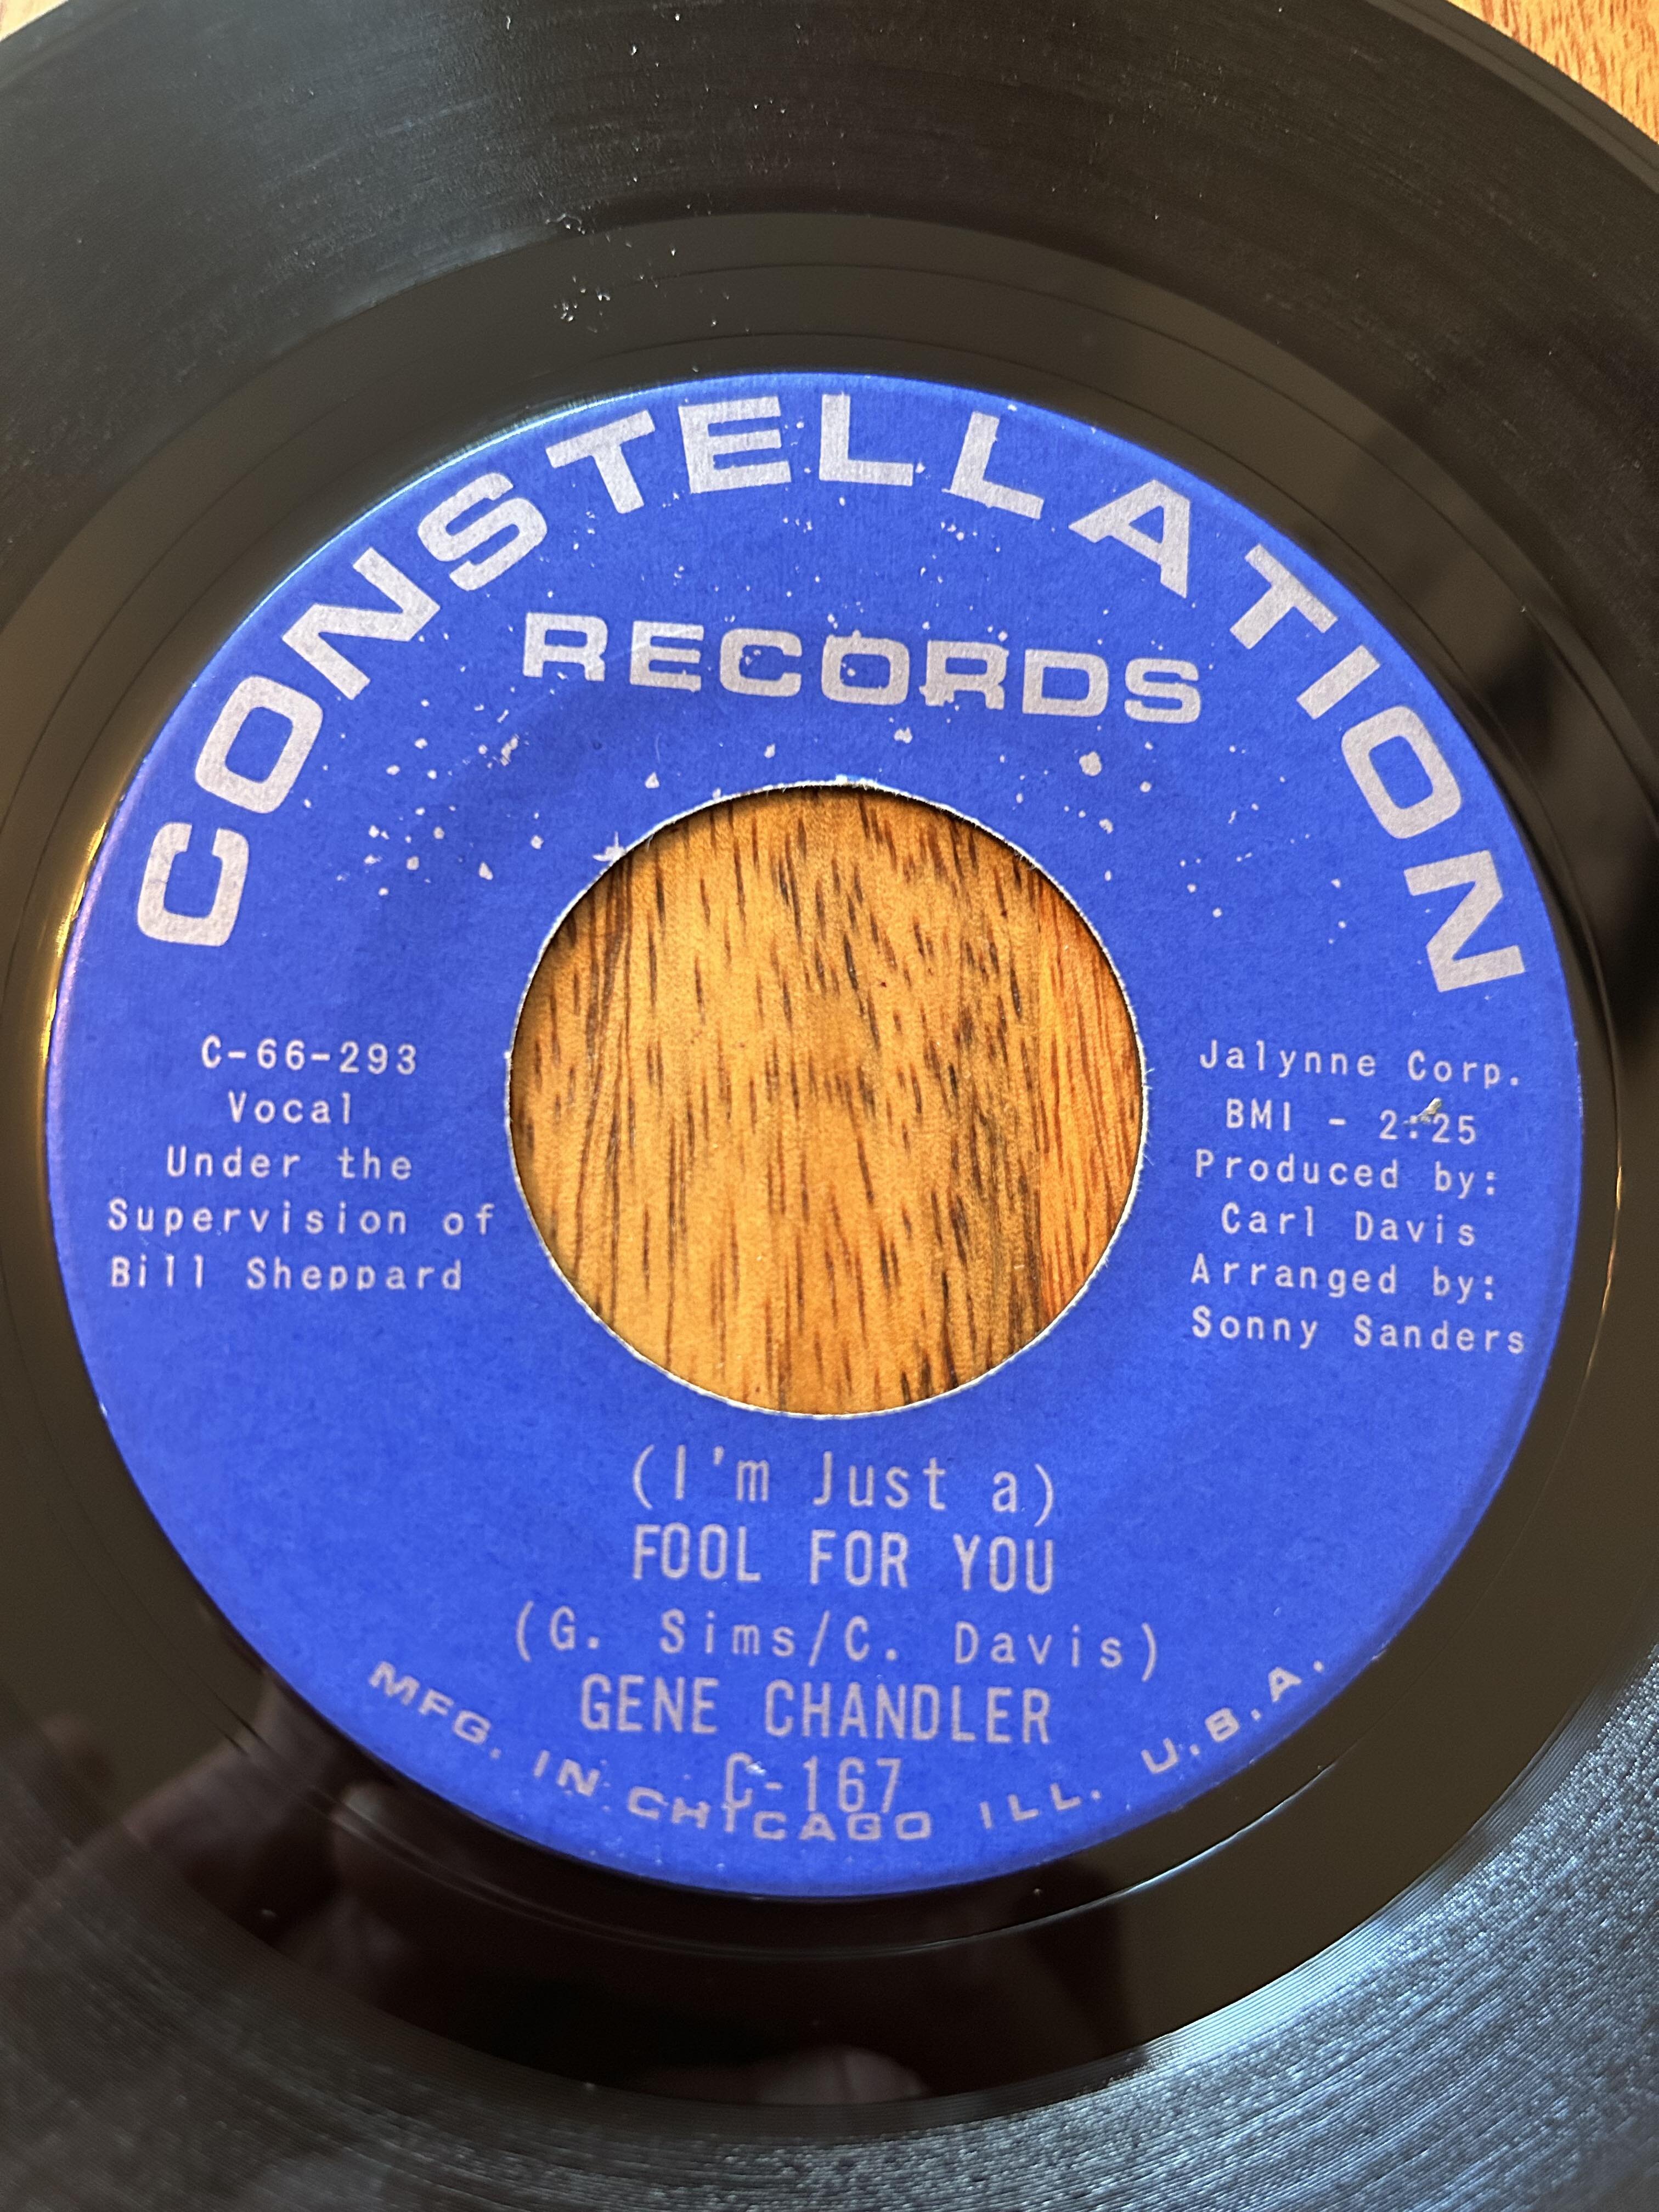 CONSTELLATION
RECORDS
C-66-293
Vocal
Under the
Supervision of
Bill Sheppard
Jalynne Corp.
BMI - 2:25
Produced by:
Carl Davis
Arranged by:
Sonny Sanders
(I'm Just a)
FOOL FOR YOU
(G. Sims/C. Davis)
GENE CHANDLER
C-167
MFG. IN CHICAGO ILL. U.S.A.